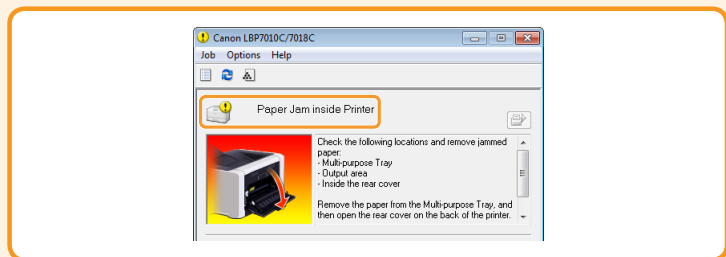 Canon LBP7010C/7018C
Job Options Help
Paper Jam inside Printer
Check the following locations and remove jammed
paper:
- Multi-purpose Tray
- Output area
- Inside the rear cover
Remove the paper from the Multi-purpose Tray, and
then open the rear cover on the back of the printer.